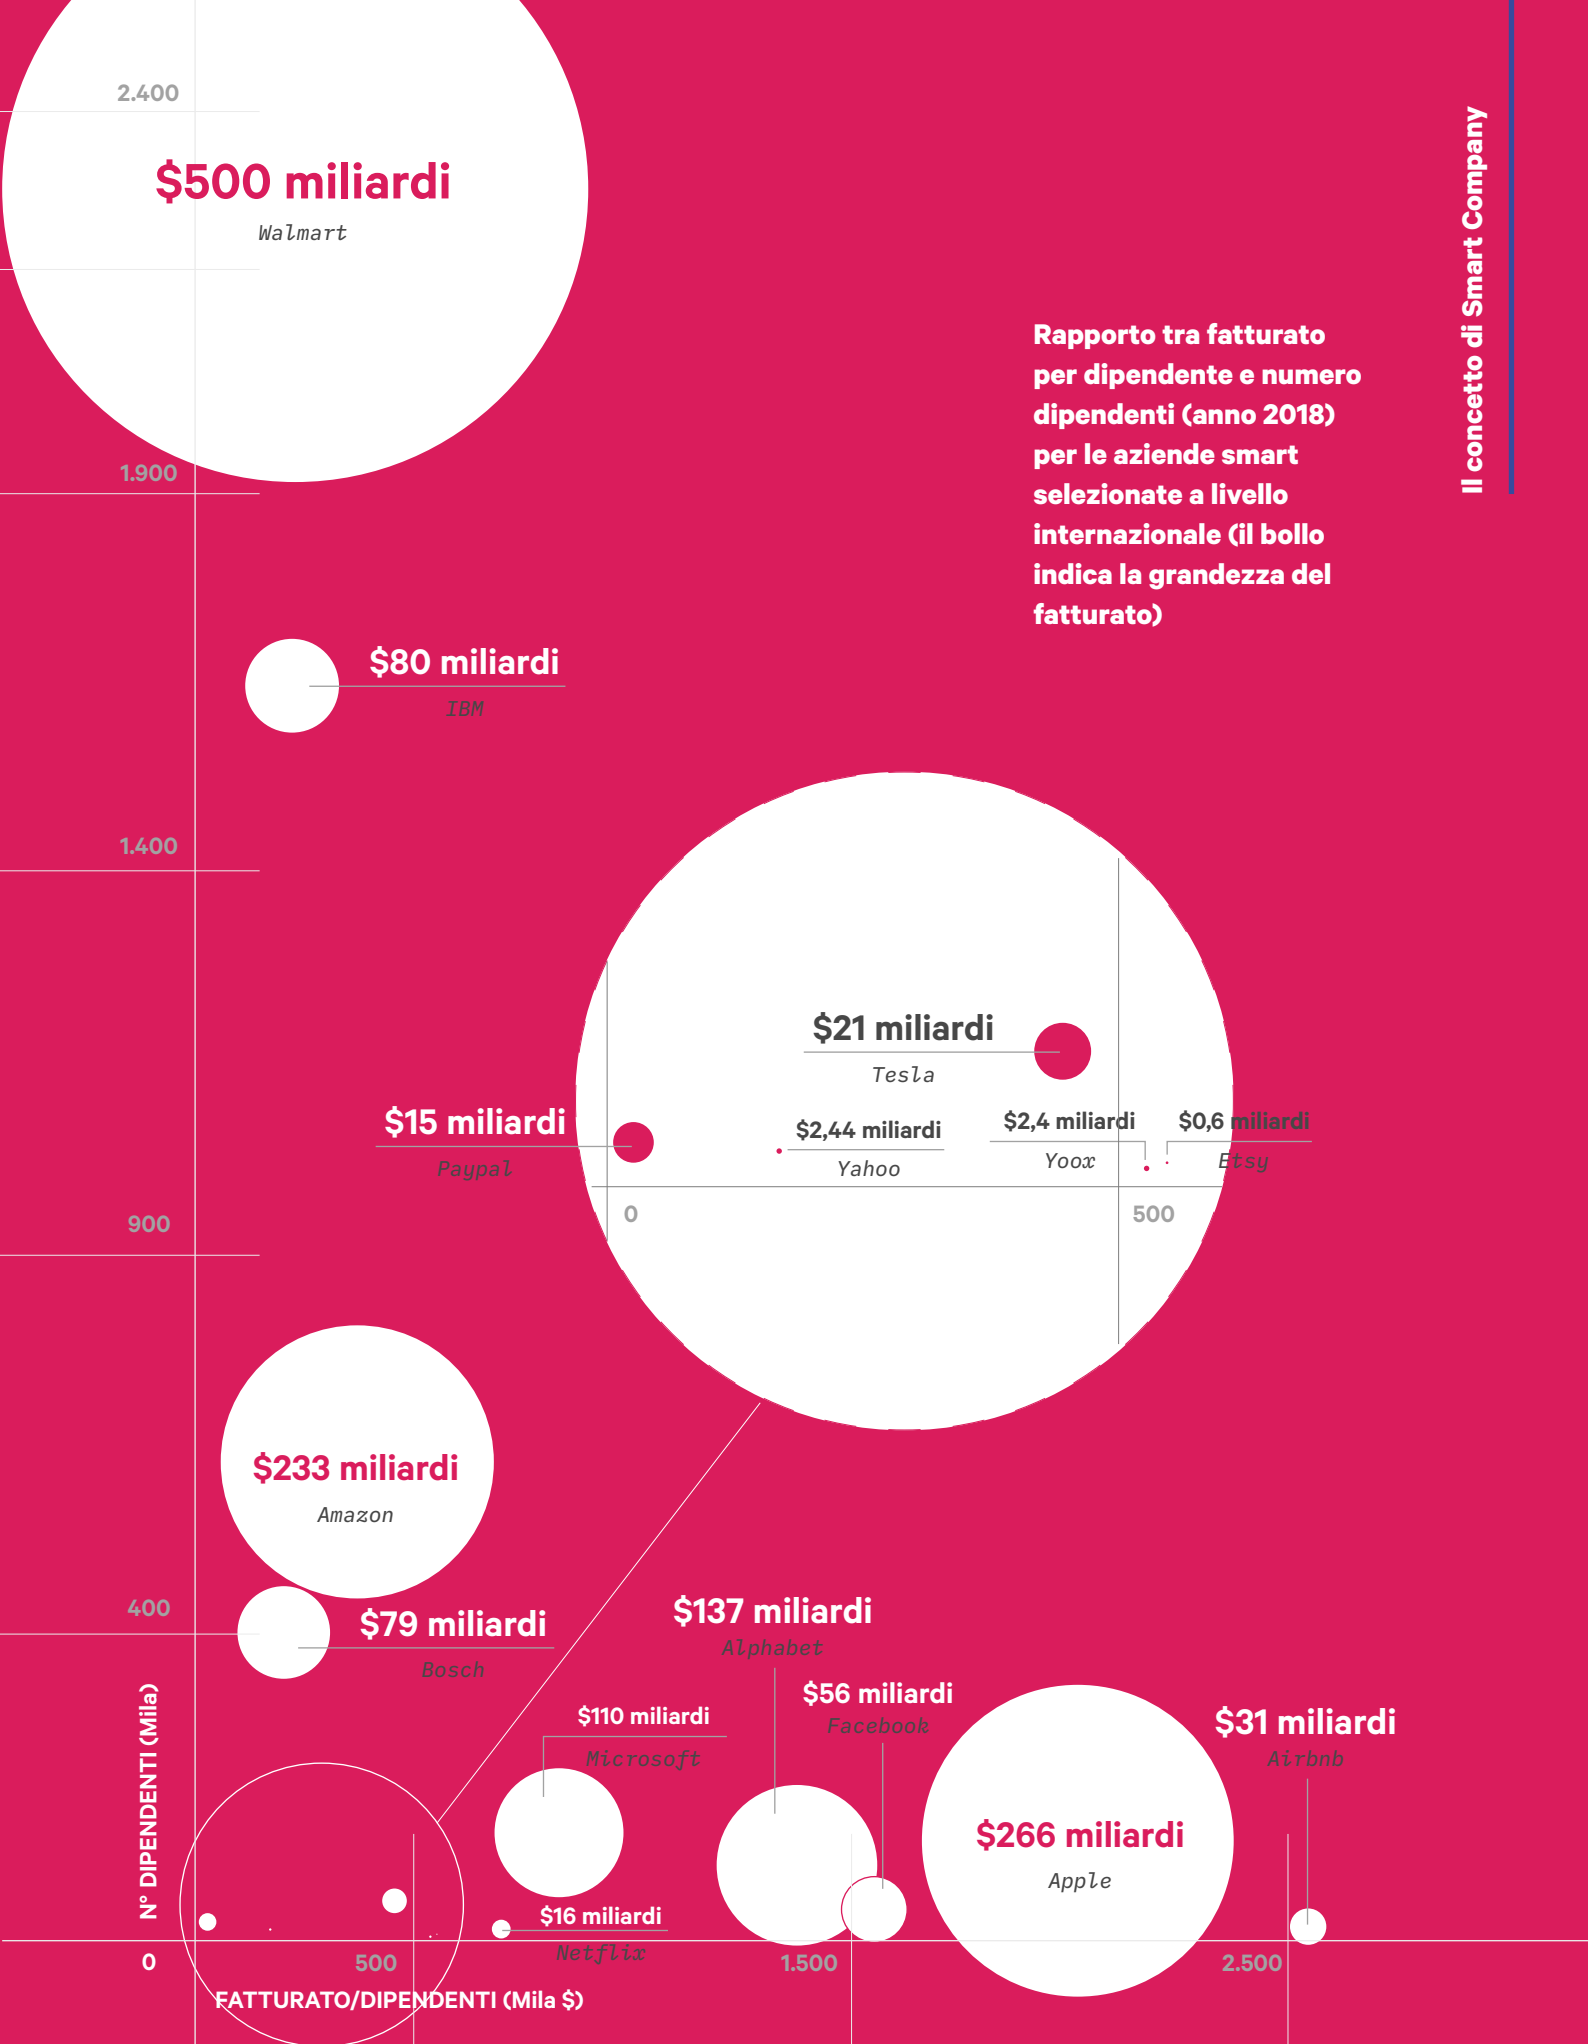 2.400
$500 miliardi
Walmart
Il concetto di Smart Company
Rapporto tra fatturato
per dipendente e numero
dipendenti (anno 2018)
per le aziende smart
selezionate a livello
internazionale (il bollo
indica la grandezza del
fatturato)
1.900
$80 miliardi
IBM
1.400
$21 miliardi
Tesla
$15 miliardi
Paypal
$2,44 miliardi
Yahoo
$2,4 miliardi
Yoox
$0,6 miliardi
Etsy
0
500
900
$233 miliardi
Amazon
400
$79 miliardi
Bosch
$137 miliardi
Alphabet
$56 miliardi
Facebook
$110 miliardi
Microsoft
$31 miliardi
Airbnb
$266 miliardi
Apple
$16 miliardi
Netflix
N° DIPENDENTI (Mila)
0
500
1.500
2.500
FATTURATO/DIPENDENTI (Mila $)